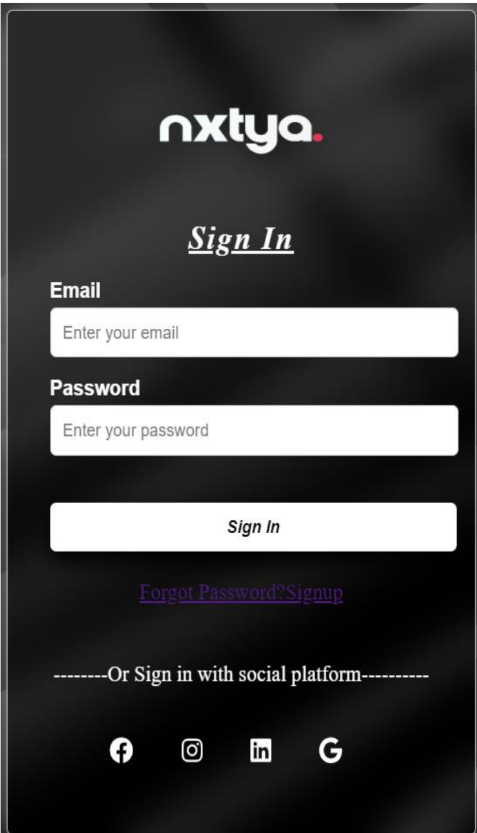 nxtya.
Sign In
Email
Enter your email
Password
Enter your password
Sign In
Forgot Password?Signup
--------Or Sign in with social platform----------